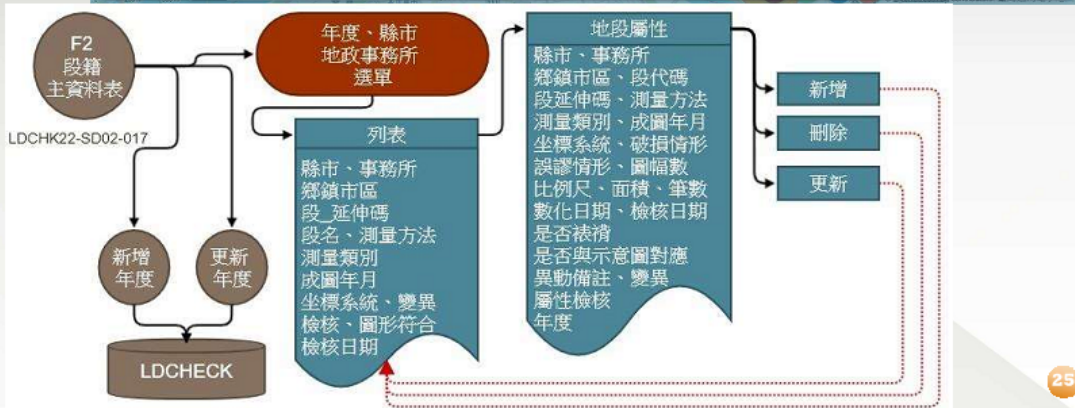 F2
段籍
主資料表
LDCHK22-SD02-017
新增
年度
更新
年度
LDCHECK
年度、縣市
地政事務所
選單
列表
縣市、事務所
鄉鎮市區
段_延伸碼
段名、測量方法
測量類別
成圖年月
坐標系統、變異
檢核、圖形符合
檢核日期
地段屬性
縣市、事務所
鄉鎮市區、段代碼
段延伸碼、測量方法
測量類別、成圖年月
坐標系統、破損情形
誤謬情形、圖幅數
比例尺、面積、筆數
數化日期、檢核日期
是否裱褙
是否與示意圖對應
異動備註、變異
屬性檢核
年度
新增
刪除
更新
25